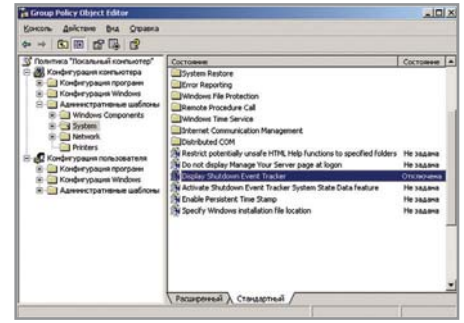 Group Policy Object Editor
Консоль Действие Вид Справка
Политика "Локальный компьютер"
Конфигурация компьютера
Конфигурация программ
Конфигурация Windows
Административные шаблоны
Windows Components
System
Network
Printers
Конфигурация пользователя
Конфигурация программ
Конфигурация Windows
Административные шаблоны
Состояние Состояние
System Restore
Error Reporting
Windows File Protection
Remote Procedure Call
Windows Time Service
Internet Communication Management
Distributed COM
Restrict potentially unsafe HTML Help functions to specified folders Не задана
Do not display Manage Your Server page at logon Не задана
Display Shutdown Event Tracker Отключена
Activate Shutdown Event Tracker System State Data feature Не задана
Enable Persistent Time Stamp Не задана
Specify Windows installation file location Не задана
Расширенный Стандартный